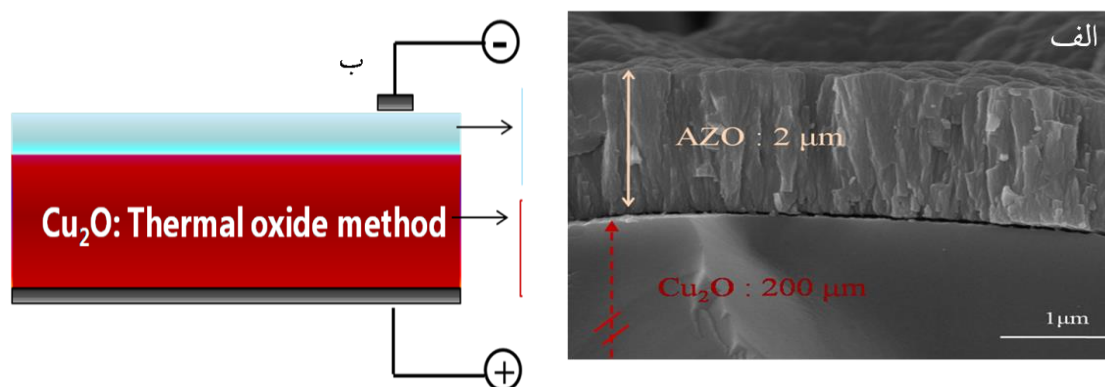 ب
-
Cu₂O: Thermal oxide method
+
الف
AZO : 2 μm
Cu₂O : 200 μm
1μm